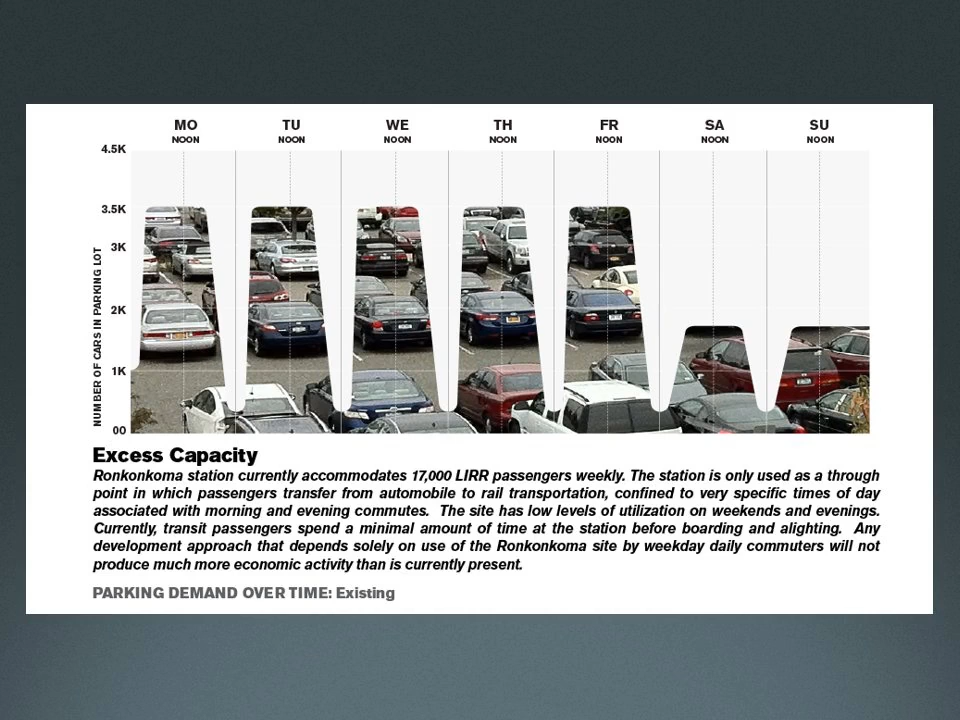 MO TU WE TH FR SA SU
NOON NOON NOON NOON NOON NOON NOON
4.5K
3.5K
3K
2K
1K
00
NUMBER OF CARS IN PARKING LOT
Excess Capacity
Ronkonkoma station currently accommodates 17,000 LIRR passengers weekly. The station is only used as a through
point in which passengers transfer from automobile to rail transportation, confined to very specific times of day
associated with morning and evening commutes. The site has low levels of utilization on weekends and evenings.
Currently, transit passengers spend a minimal amount of time at the station before boarding and alighting. Any
development approach that depends solely on use of the Ronkonkoma site by weekday daily commuters will not
produce much more economic activity than is currently present.
PARKING DEMAND OVER TIME: Existing